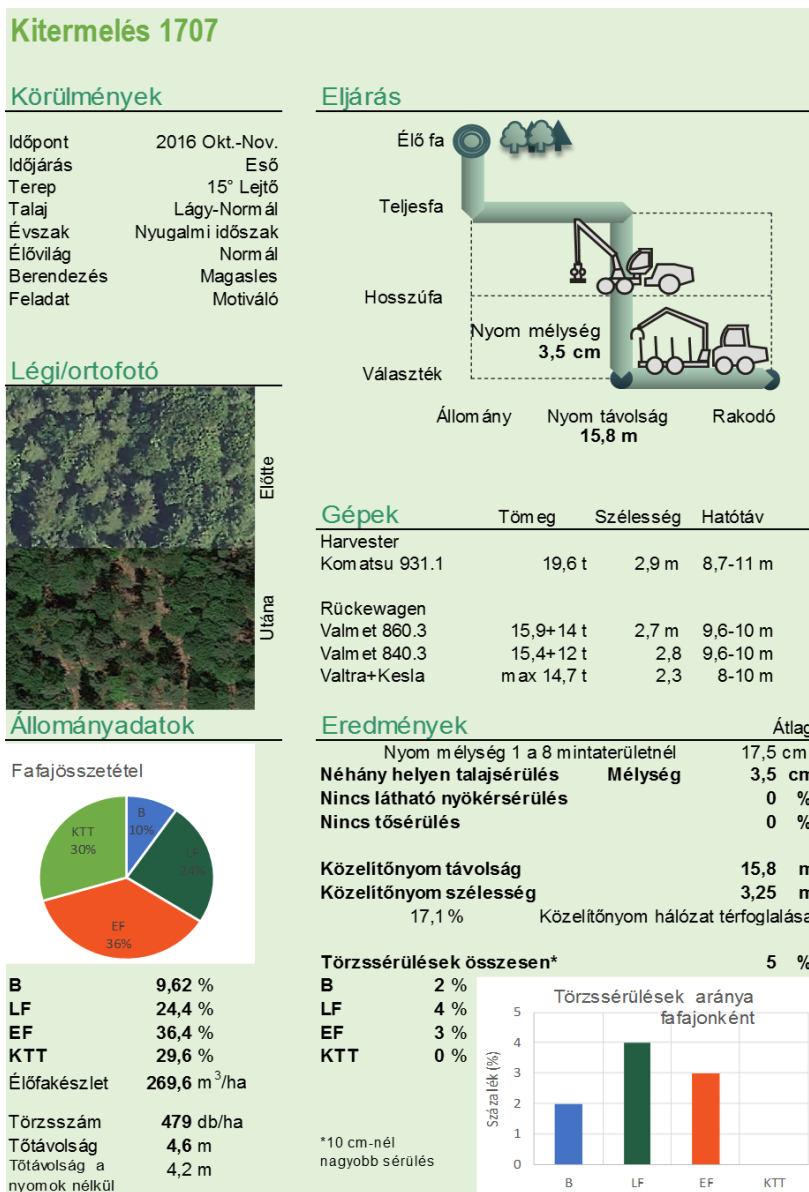 Kitermelés 1707
Körülmények
Időpont 2016 Okt.-Nov.
Időjárás Eső
Terep 15° Lejtő
Talaj Lágy-Normál
Évszak Nyugalmi időszak
Élővilág Normál
Berendezés Magasles
Feladat Motiváló
Eljárás
Élő fa
Teljesfa
Hosszúfa
Nyom mélység
3,5 cm
Választék
Állomány Nyom távolság Rakodó
15,8 m
Légi/ortofotó
Előtte
Utána
Gépek Tömeg Szélesség Hatótáv
Harvester
Komatsu 931.1 19,6 t 2,9 m 8,7-11 m
Rückewagen
Valmet 860.3 15,9+14 t 2,7 m 9,6-10 m
Valmet 840.3 15,4+12 t 2,8 9,6-10 m
Valtra+Kesla max 14,7 t 2,3 8-10 m
Állományadatok
Fafajösszetétel
B
10%
LF
24%
EF
36%
KTT
30%
B 9,62 %
LF 24,4 %
EF 36,4 %
KTT 29,6 %
Élőfakészlet 269,6 m³/ha
Törzsszám 479 db/ha
Tőtávolság 4,6 m
Tőtávolság a
nyomok nélkül 4,2 m
Eredmények Átlag
Nyom mélység 1 a 8 mintaterületnél 17,5 cm
Néhány helyen talajsérülés Mélység 3,5 cm
Nincs látható nyökérsérülés 0 %
Nincs tősérülés 0 %
Közelítőnyom távolság 15,8 m
Közelítőnyom szélesség 3,25 m
17,1 % Közelítőnyom hálózat térfoglalása
Törzssérülések összesen* 5 %
B 2 %
LF 4 %
EF 3 %
KTT 0 %
*10 cm-nél
nagyobb sérülés
Törzssérülések aránya
fafajonként
Százalék (%)
5
4
3
2
1
0
B LF EF KTT